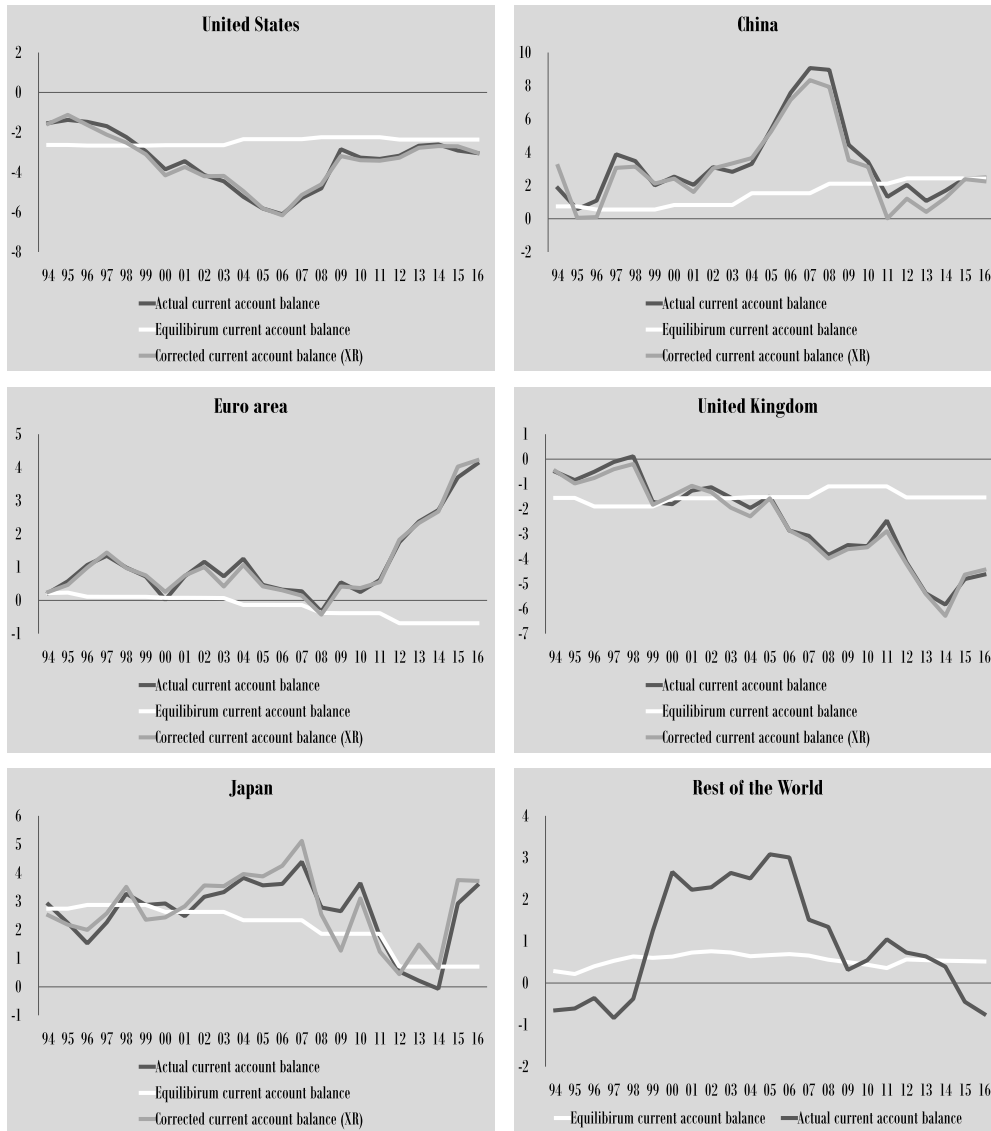 United States
2
0
-2
-4
-6
-8
94 95 96 97 98 99 00 01 02 03 04 05 06 07 08 09 10 11 12 13 14 15 16
Actual current account balance
Equilibirum current account balance
Corrected current account balance (XR)
China
10
8
6
4
2
0
-2
94 95 96 97 98 99 00 01 02 03 04 05 06 07 08 09 10 11 12 13 14 15 16
Actual current account balance
Equilibirum current account balance
Corrected current account balance (XR)
Euro area
5
4
3
2
1
0
-1
94 95 96 97 98 99 00 01 02 03 04 05 06 07 08 09 10 11 12 13 14 15 16
Actual current account balance
Equilibirum current account balance
Corrected current account balance (XR)
United Kingdom
1
0
-1
-2
-3
-4
-5
-6
-7
94 95 96 97 98 99 00 01 02 03 04 05 06 07 08 09 10 11 12 13 14 15 16
Actual current account balance
Equilibirum current account balance
Corrected current account balance (XR)
Japan
6
5
4
3
2
1
0
-1
94 95 96 97 98 99 00 01 02 03 04 05 06 07 08 09 10 11 12 13 14 15 16
Actual current account balance
Equilibirum current account balance
Corrected current account balance (XR)
Rest of the World
4
3
2
1
0
-1
-2
94 95 96 97 98 99 00 01 02 03 04 05 06 07 08 09 10 11 12 13 14 15 16
Equilibirum current account balance Actual current account balance